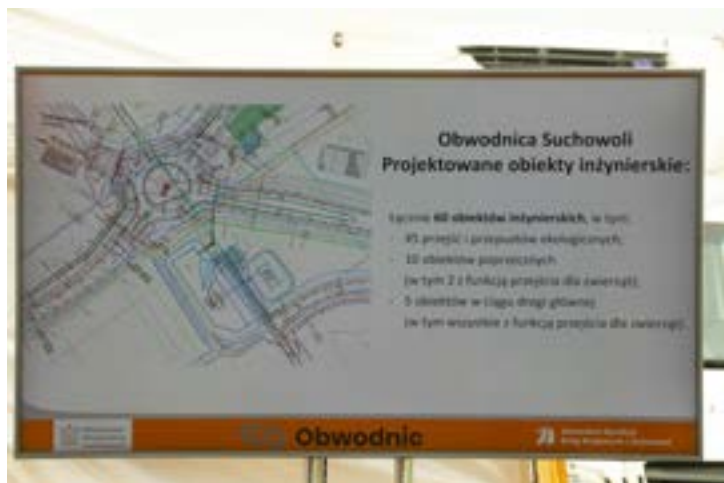 Obwodnica Suchowoli
Projektowane obiekty inżynierskie:
Łącznie 60 obiektów inżynierskich, w tym:
- 45 przejść i przepustów ekologicznych,
- 10 obiektów poprzecznych
(w tym 2 z funkcją przejścia dla zwierząt),
- 5 obiektów w ciągu drogi głównej
(w tym wszystkie z funkcją przejścia dla zwierząt).
Obwodnic